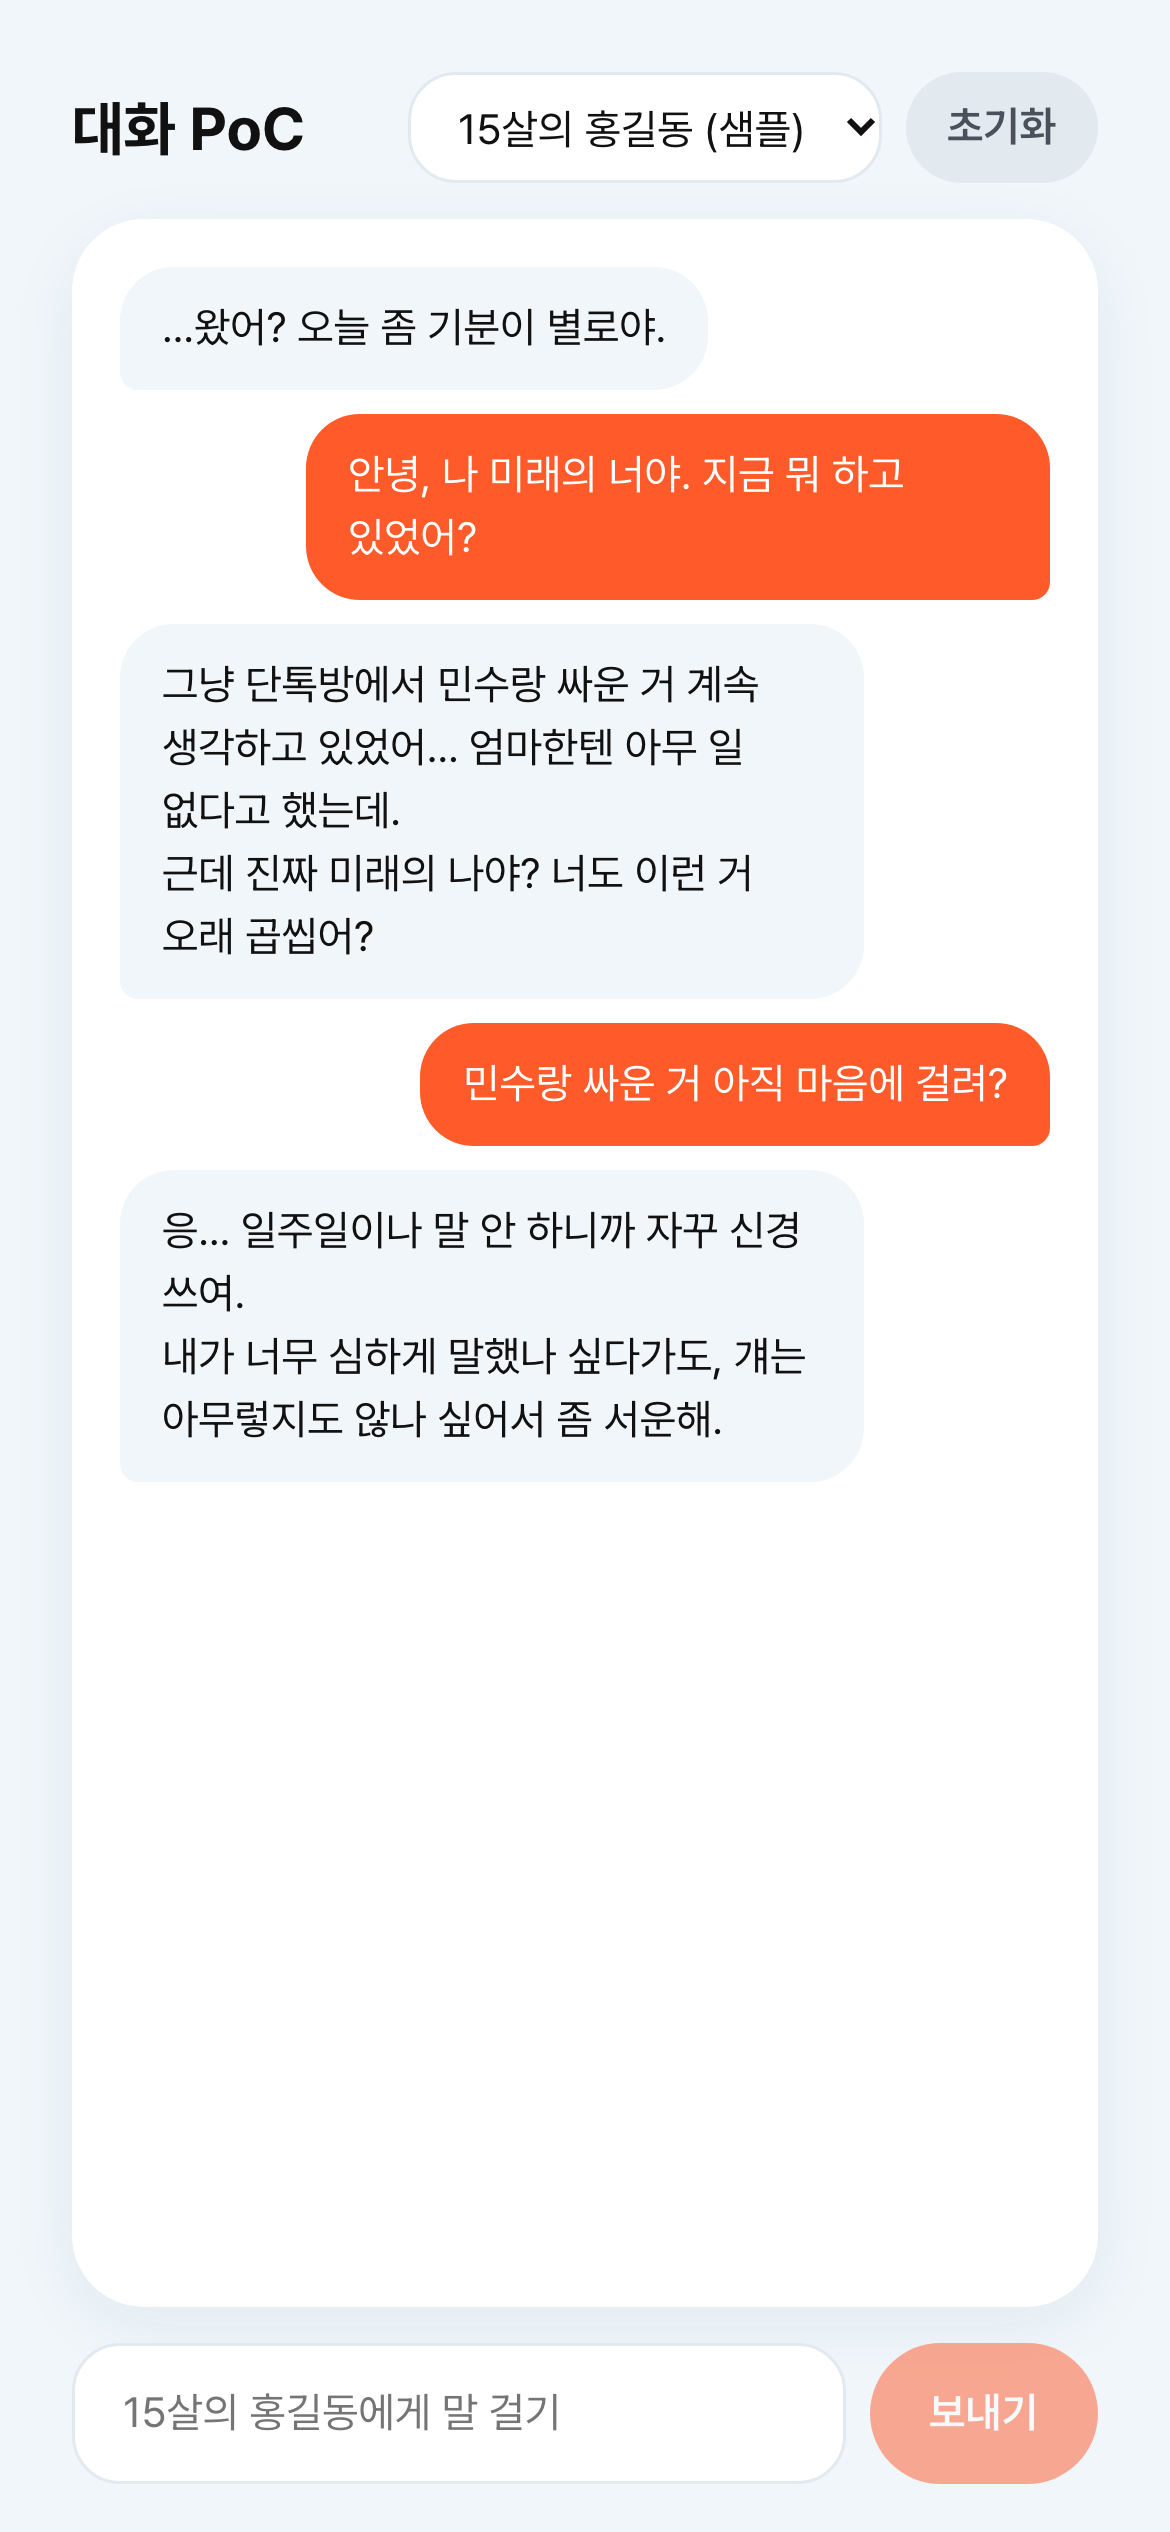 대화 PoC
15살의 홍길동 (샘플)
초기화
...왔어? 오늘 좀 기분이 별로야.
안녕, 나 미래의 너야. 지금 뭐 하고
있었어?
그냥 단톡방에서 민수랑 싸운 거 계속
생각하고 있었어... 엄마한텐 아무 일
없다고 했는데.
근데 진짜 미래의 나야? 너도 이런 거
오래 곱씹어?
민수랑 싸운 거 아직 마음에 걸려?
응... 일주일이나 말 안 하니까 자꾸 신경
쓰여.
내가 너무 심하게 말했나 싶다가도, 걔는
아무렇지도 않나 싶어서 좀 서운해.
15살의 홍길동에게 말 걸기
보내기